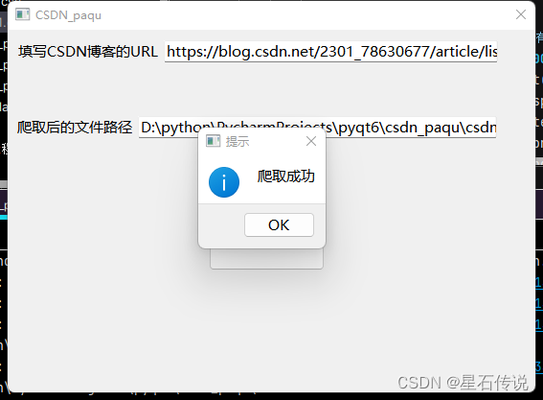 CSDN_paqu
填写CSDN博客的URL https://blog.csdn.net/2301_78630677/article/lis
爬取后的文件路径 D:\python\PycharmProjects\pyqt6\csdn_paqu\csdn
提示
爬取成功
OK
CSDN @星石传说